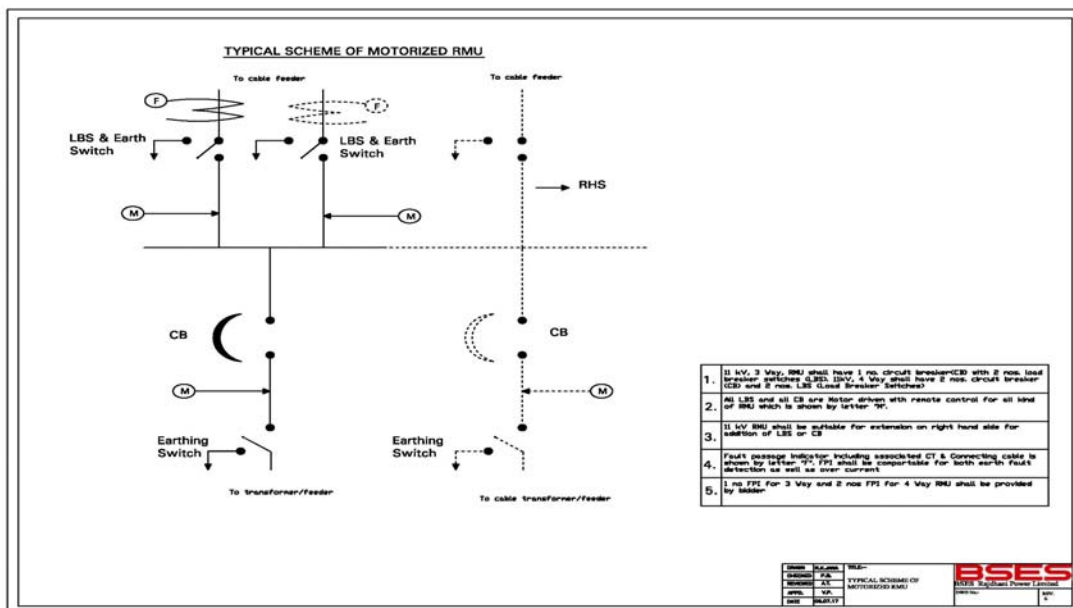 TYPICAL SCHEME OF MOTORIZED RMU
To cable feeder
To cable feeder
F
F
LBS & Earth
Switch
LBS & Earth
Switch
RHS
M
M
CB
CB
M
M
Earthing
Switch
Earthing
Switch
To transformer/feeder
To cable transformer/feeder
1. 11 kV, 3 Way, RMU shall have 1 no. circuit breaker(CB) with 2 nos. load
breaker switches (LBS). 11kV, 4 Way shall have 2 nos. circuit breaker
(CB) and 2 nos. LBS (Load Breaker Switches)
2. All LBS and all CB are Motor driven with remote control for all kind
of RMU which is shown by letter "M".
3. 11 kV RMU shall be suitable for extension on right hand side for
addition of LBS or CB
4. Fault passage indicator including associated CT & Connecting cable is
shown by letter "F". FPI shall be compartable for both earth fault
detection as well as over current
5. 1 no FPI for 3 Way and 2 nos FPI for 4 Way RMU shall be provided
by bidder
DRAWN
CHECKED P.S.
REVIEWED A.T.
APPD. V.P.
DATE
TITLE:-
TYPICAL SCHEME OF
MOTORIZED RMU
BSES
BSES Rajdhani Power Limited
DWG No:-
REV.